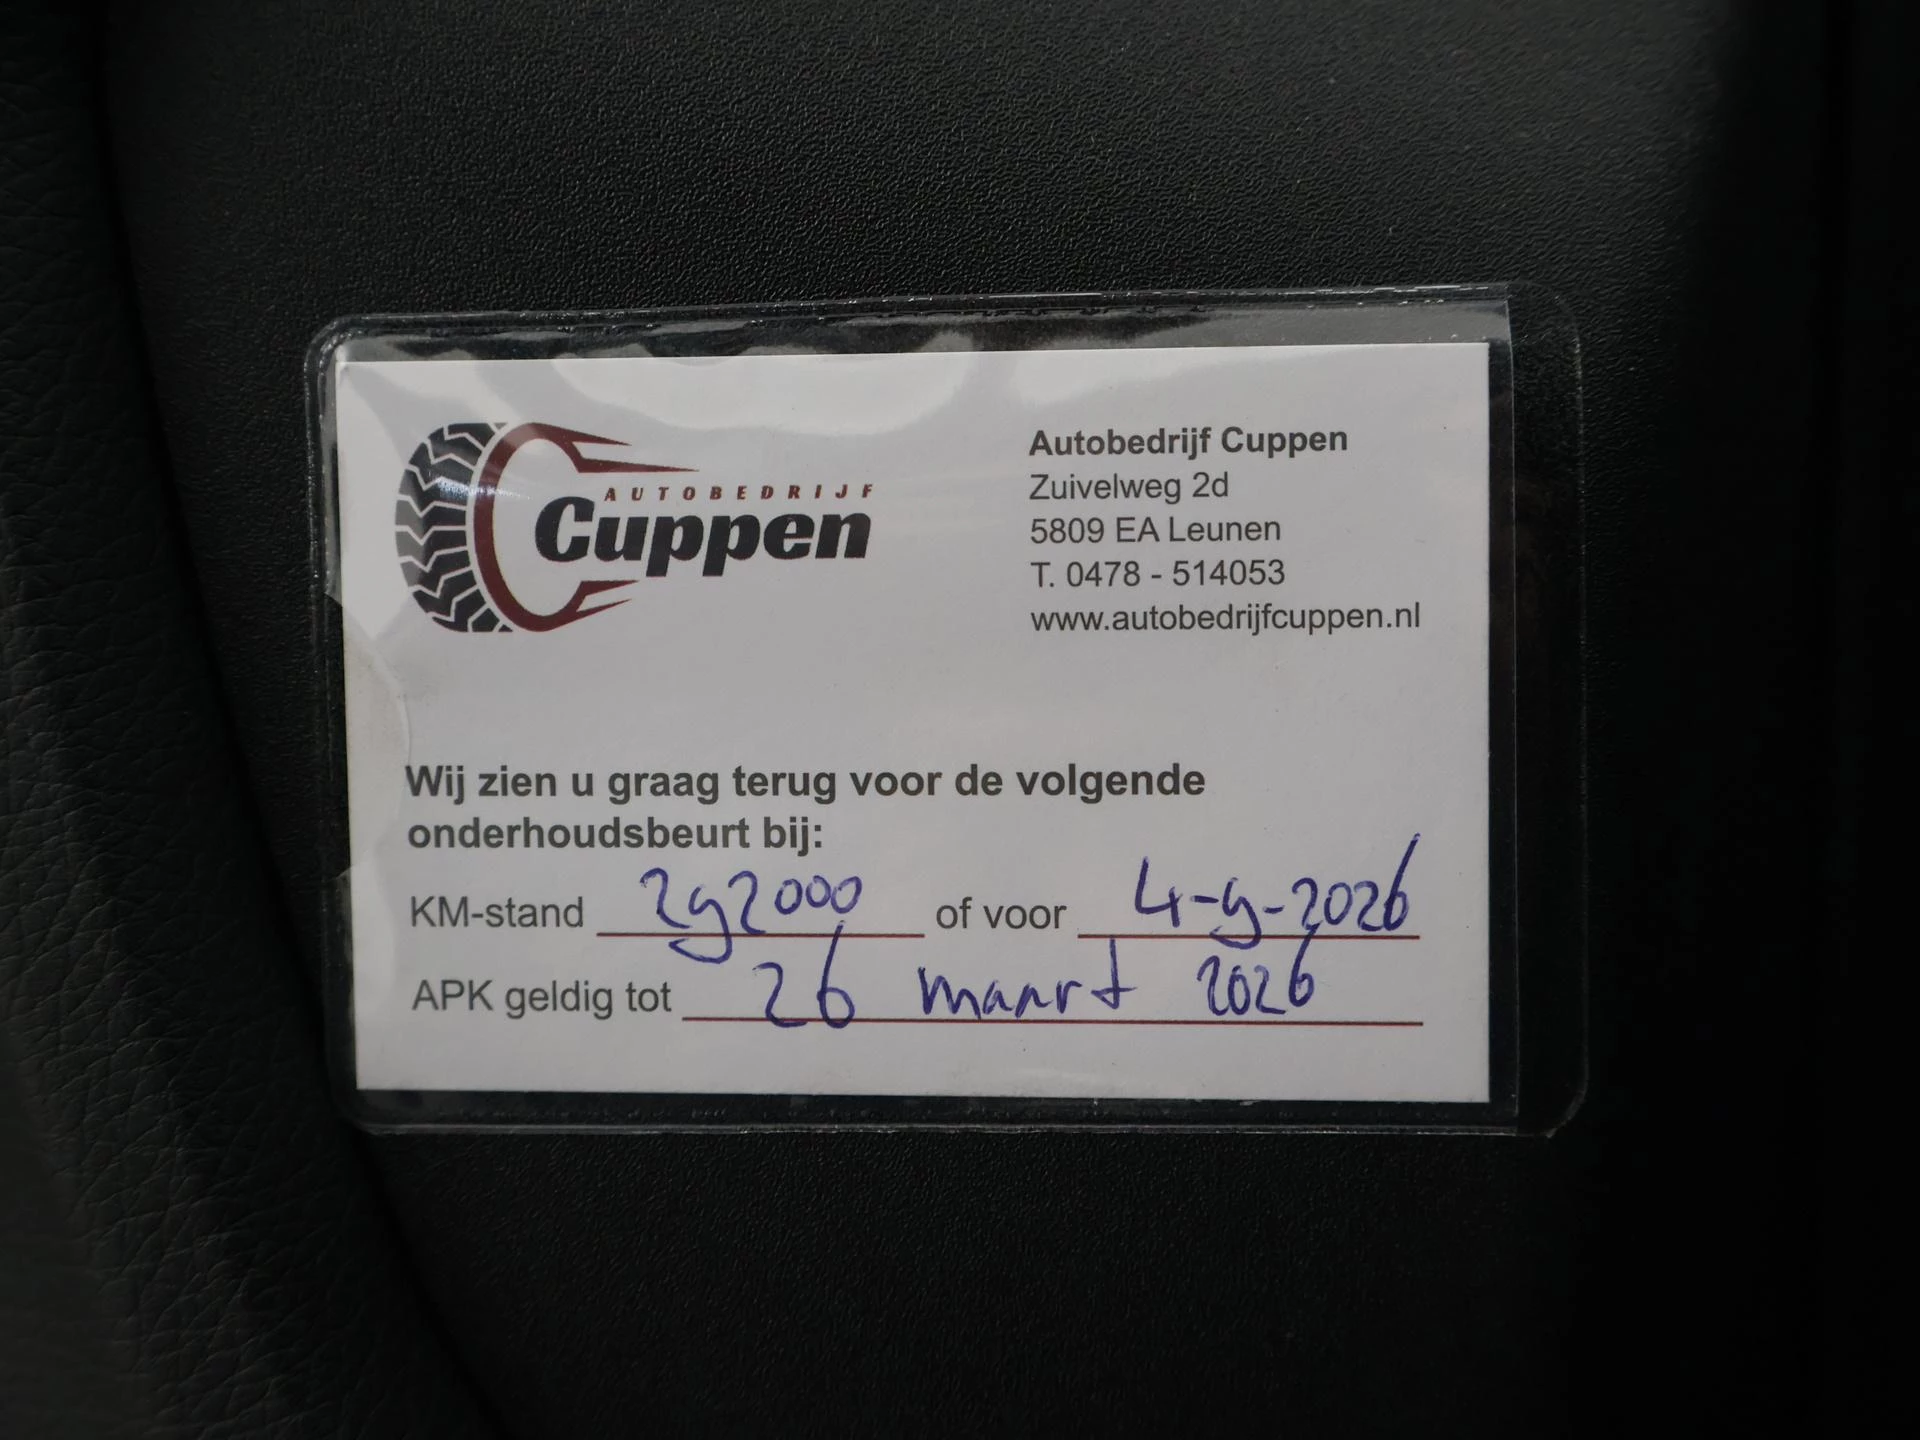 AUTOBEDRIJF
Cuppen
Autobedrijf Cuppen
Zuivelweg 2d
5809 EA Leunen
T. 0478 - 514053
www.autobedrijfcuppen.nl
Wij zien u graag terug voor de volgende
onderhoudsbeurt bij:
KM-stand 292000 of voor 4-9-2026
APK geldig tot 26 maart 2026